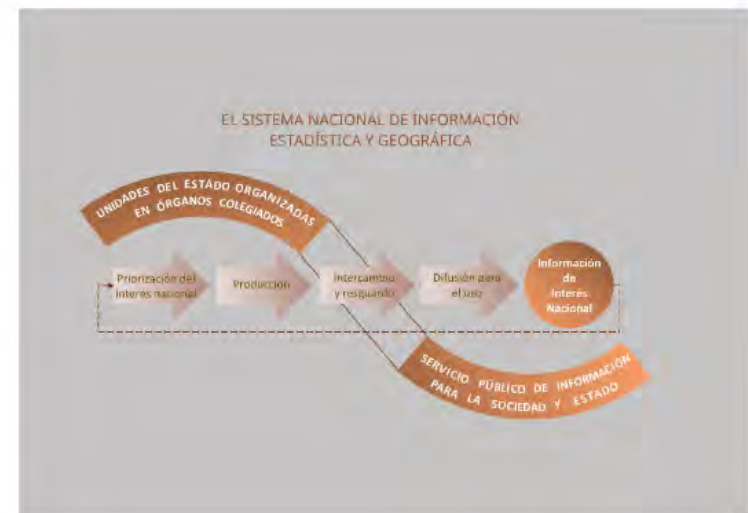 EL SISTEMA NACIONAL DE INFORMACIÓN
ESTADÍSTICA Y GEOGRÁFICA
UNIDADES DEL ESTADO ORGANIZADAS
EN ÓRGANOS COLEGIADOS
Priorización del
interés nacional
Producción
Intercambio
y resguardo
Difusión para
el uso
Información
de
Interés
Nacional
SERVICIO PÚBLICO DE INFORMACIÓN
PARA LA SOCIEDAD Y ESTADO